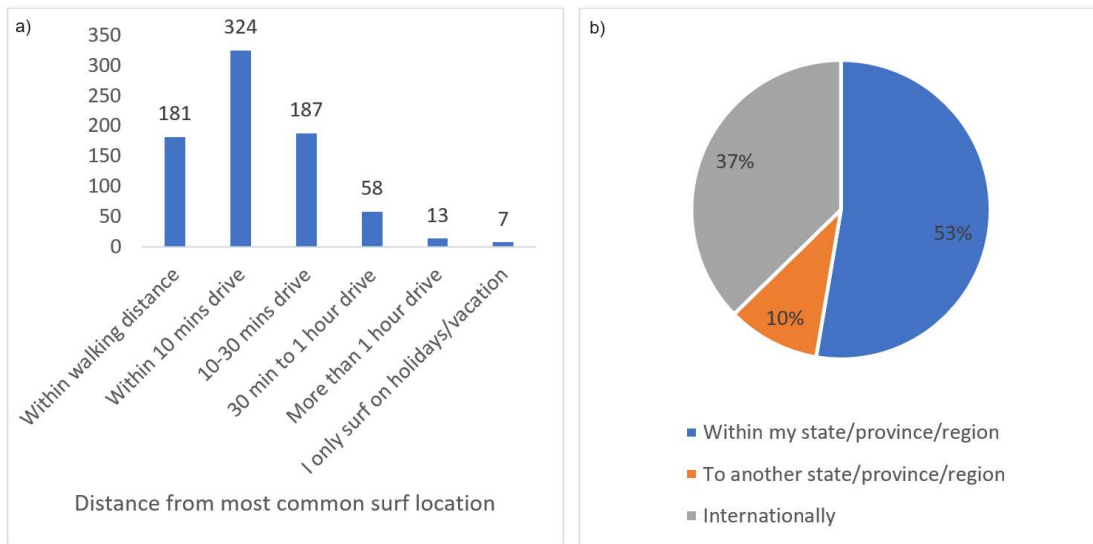 a)
350
300
250
200
150
100
50
0
181
324
187
58
13
7
Within walking distance
Within 10 mins drive
10-30 mins drive
30 min to 1 hour drive
More than 1 hour drive
I only surf on holidays/vacation
Distance from most common surf location
b)
37%
53%
10%
Within my state/province/region
To another state/province/region
Internationally